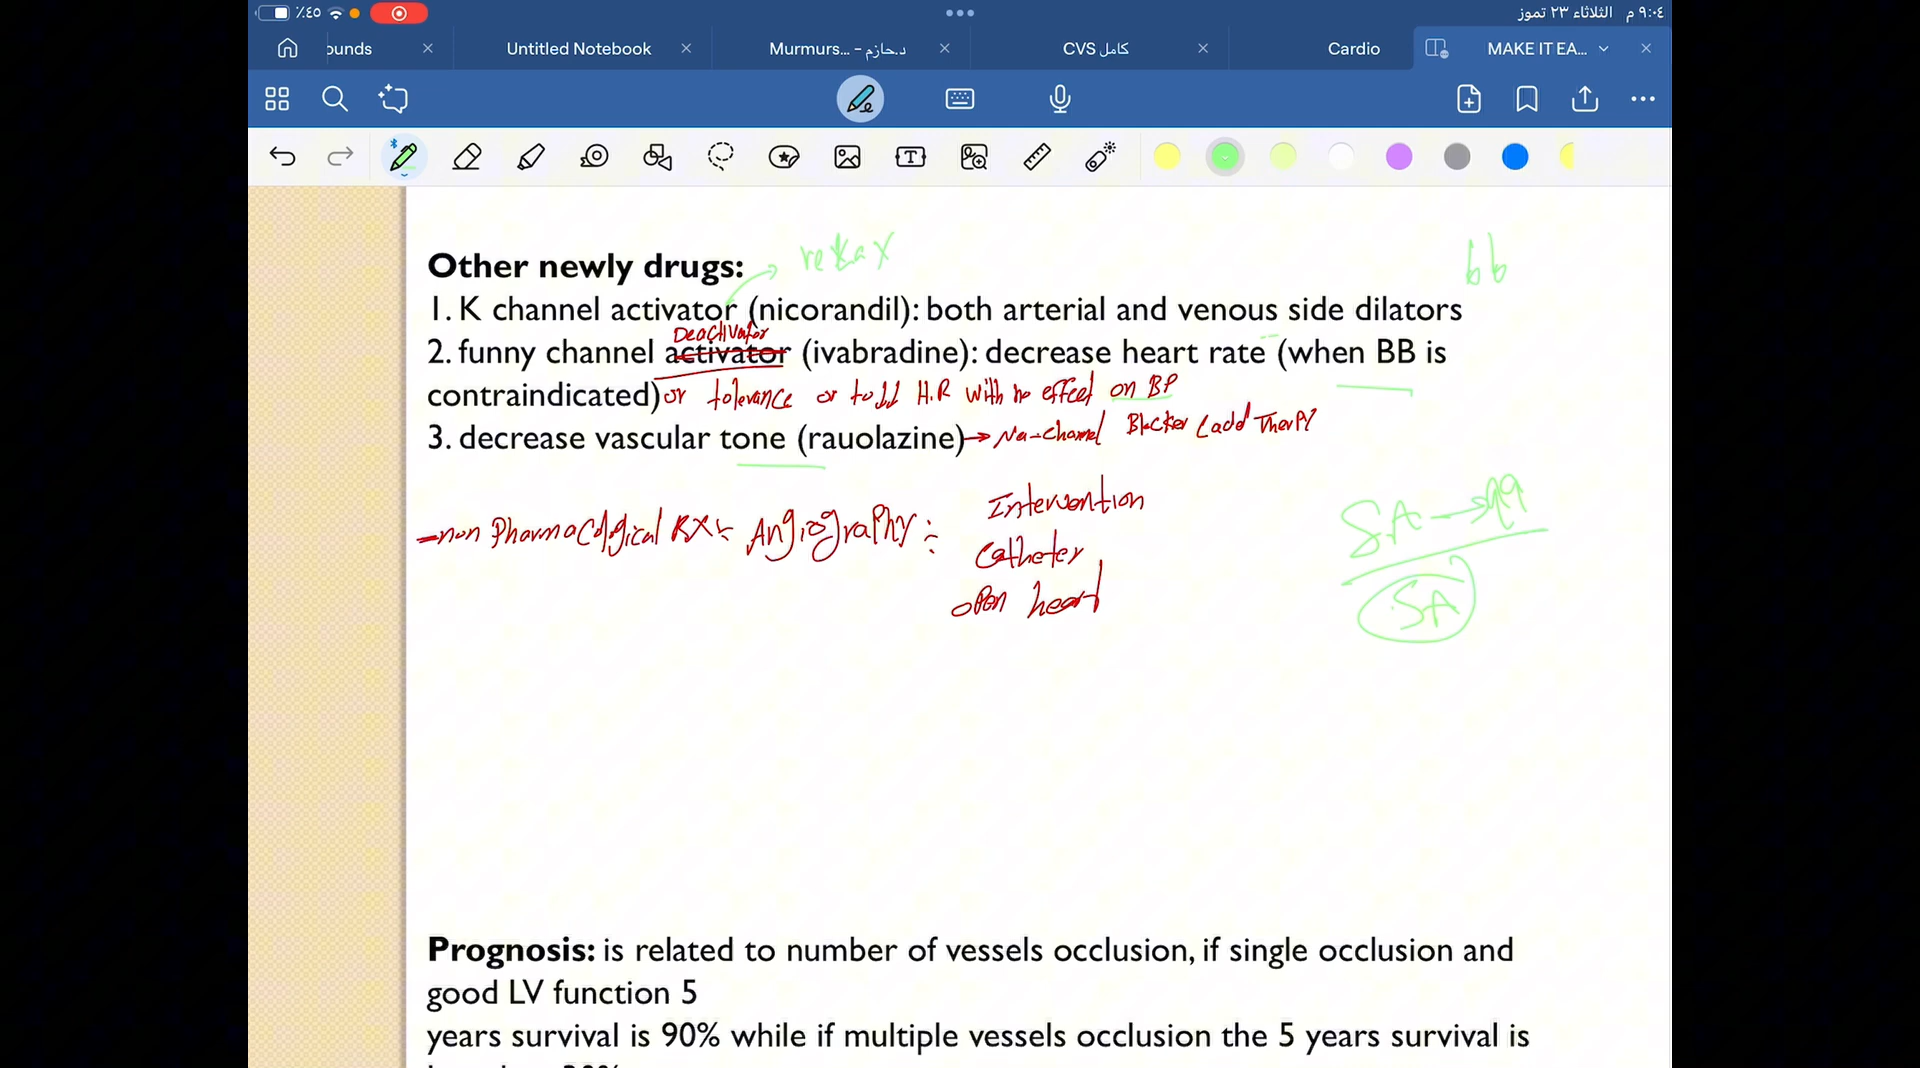 ٪٤٥
٩:٠٤ م الثلاثاء ٢٣ تموز
ounds
Untitled Notebook
Murmurs... - د.حازم
CVS كامل
Cardio
MAKE IT EA...
relax
bb
Other newly drugs:
1. K channel activator (nicorandil): both arterial and venous side dilators
Deactivator
2. funny channel activator (ivabradine): decrease heart rate (when BB is
contraindicated) or tolerance or to ↓↓ H.R with no effect on BP
3. decrease vascular tone (rauolazine) → Na-channel Blocker (add Therapy
- non Pharmacological RX:- Angiography:-
Intervention
Catheter
open heart
SA →
SA
Prognosis: is related to number of vessels occlusion, if single occlusion and
good LV function 5
years survival is 90% while if multiple vessels occlusion the 5 years survival is